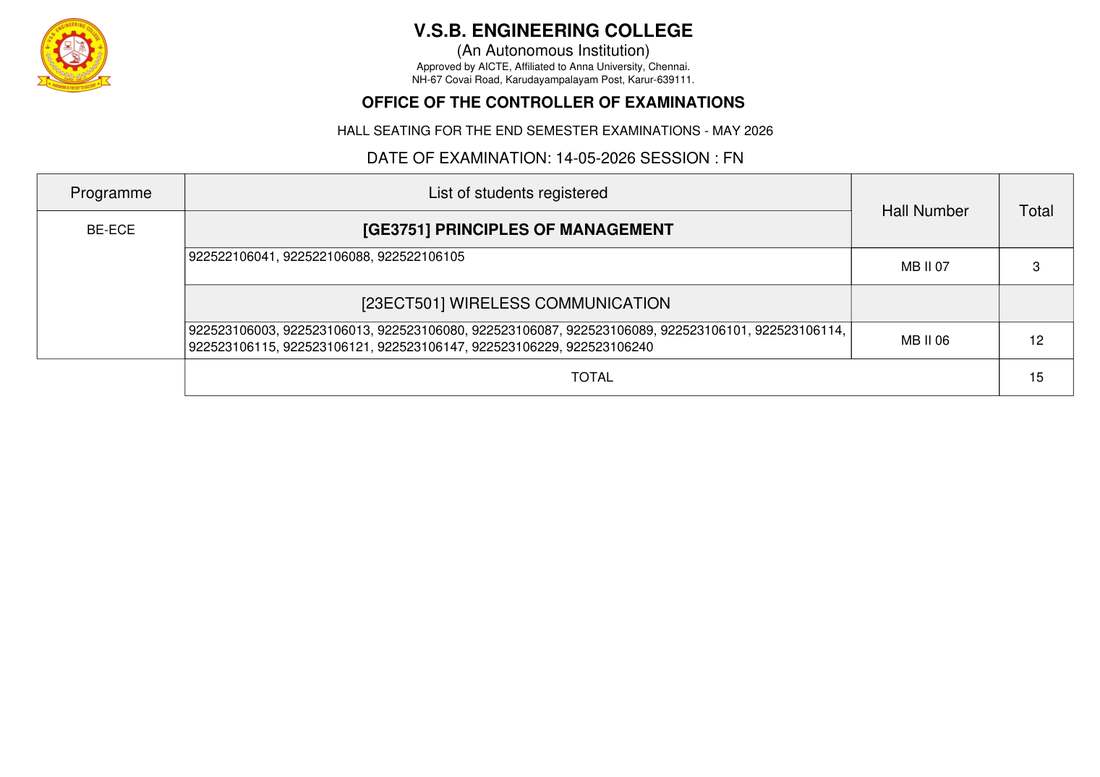 V.S.B. ENGINEERING COLLEGE
(An Autonomous Institution)
Approved by AICTE, Affiliated to Anna University, Chennai.
NH-67 Covai Road, Karudayampalayam Post, Karur-639111.
OFFICE OF THE CONTROLLER OF EXAMINATIONS
HALL SEATING FOR THE END SEMESTER EXAMINATIONS - MAY 2026
DATE OF EXAMINATION: 14-05-2026 SESSION : FN
Programme
List of students registered
Hall Number
Total
BE-ECE
[GE3751] PRINCIPLES OF MANAGEMENT
922522106041, 922522106088, 922522106105
MB II 07
3
[23ECT501] WIRELESS COMMUNICATION
922523106003, 922523106013, 922523106080, 922523106087, 922523106089, 922523106101, 922523106114,
922523106115, 922523106121, 922523106147, 922523106229, 922523106240
MB II 06
12
TOTAL
15